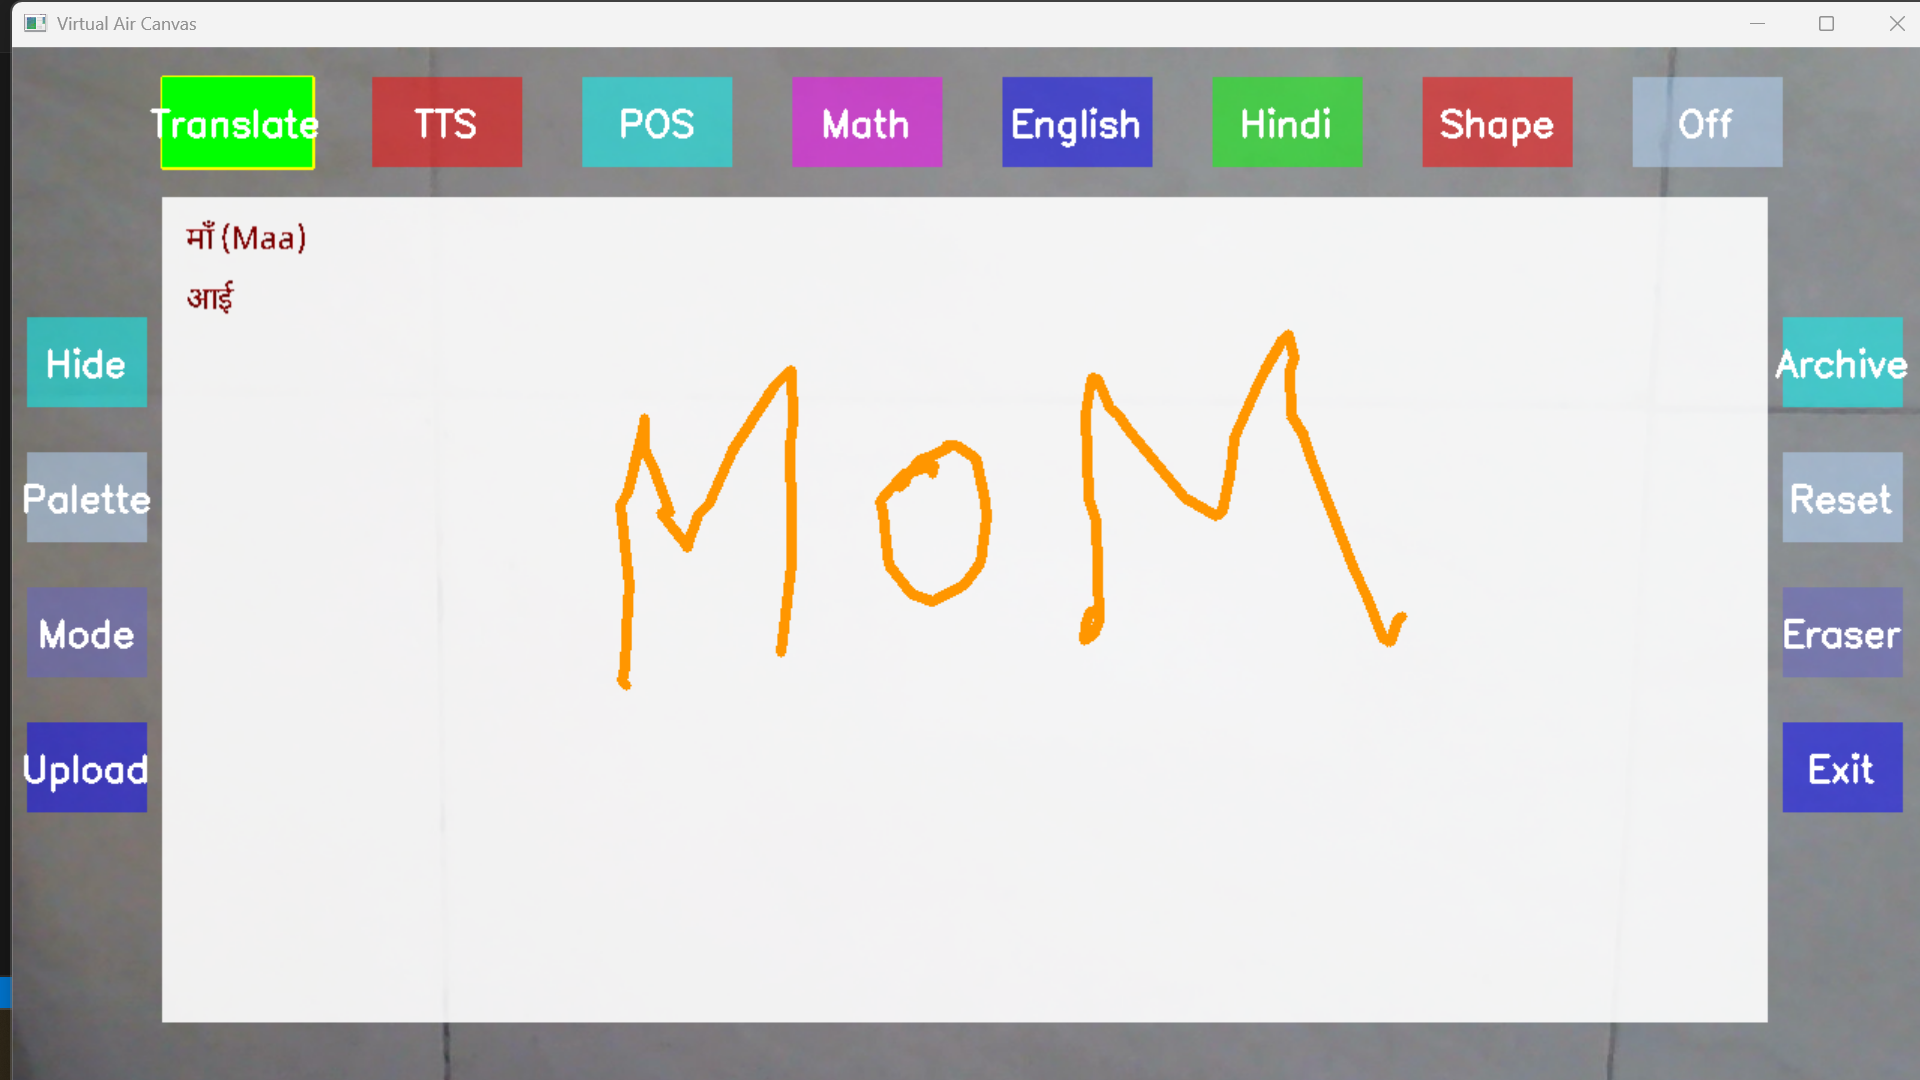 Virtual Air Canvas
Translate TTS POS Math English Hindi Shape Off
माँ (Maa)
आई
Hide
Archive
MOM
Palette
Reset
Mode
Eraser
Upload
Exit